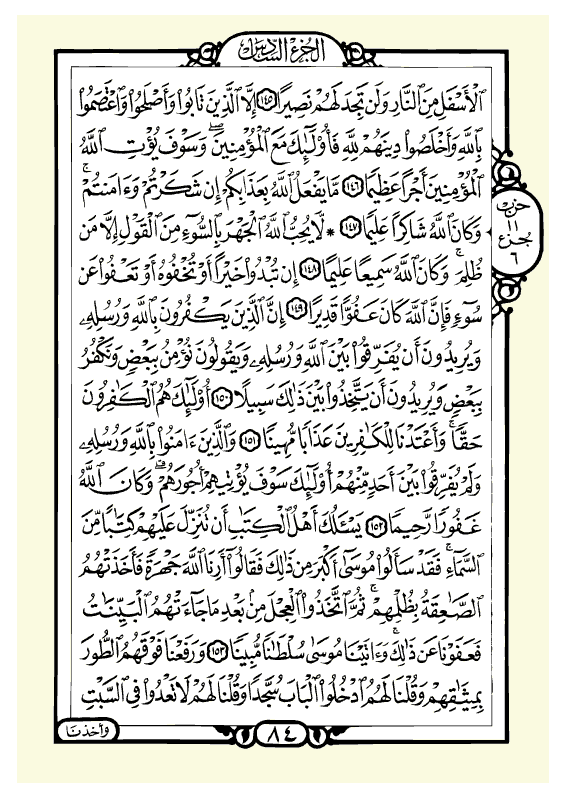 الجزء السادس
ٱلْأَسْفَلِ مِنَ ٱلنَّارِ وَلَن تَجِدَ لَهُمْ نَصِيرًا ١٤٥ إِلَّا ٱلَّذِينَ تَابُوا۟ وَأَصْلَحُوا۟ وَٱعْتَصَمُوا۟
بِٱللَّهِ وَأَخْلَصُوا۟ دِينَهُمْ لِلَّهِ فَأُو۟لَٰٓئِكَ مَعَ ٱلْمُؤْمِنِينَ ۖ وَسَوْفَ يُؤْتِ ٱللَّهُ
ٱلْمُؤْمِنِينَ أَجْرًا عَظِيمًا ١٤٦ مَّا يَفْعَلُ ٱللَّهُ بِعَذَابِكُمْ إِن شَكَرْتُمْ وَءَامَنتُمْ ۚ
وَكَانَ ٱللَّهُ شَاكِرًا عَلِيمًا ١٤٧ * لَّا يُحِبُّ ٱللَّهُ ٱلْجَهْرَ بِٱلسُّوٓءِ مِنَ ٱلْقَوْلِ إِلَّا مَن
ظُلِمَ ۚ وَكَانَ ٱللَّهُ سَمِيعًا عَلِيمًا ١٤٨ إِن تُبْدُوا۟ خَيْرًا أَوْ تُخْفُوهُ أَوْ تَعْفُوا۟ عَن
سُوٓءٍ فَإِنَّ ٱللَّهَ كَانَ عَفُوًّا قَدِيرًا ١٤٩ إِنَّ ٱلَّذِينَ يَكْفُرُونَ بِٱللَّهِ وَرُسُلِهِۦ
وَيُرِيدُونَ أَن يُفَرِّقُوا۟ بَيْنَ ٱللَّهِ وَرُسُلِهِۦ وَيَقُولُونَ نُؤْمِنُ بِبَعْضٍ وَنَكْفُرُ
بِبَعْضٍ وَيُرِيدُونَ أَن يَتَّخِذُوا۟ بَيْنَ ذَٰلِكَ سَبِيلًا ١٥٠ أُو۟لَٰٓئِكَ هُمُ ٱلْكَٰفِرُونَ
حَقًّا ۚ وَأَعْتَدْنَا لِلْكَٰفِرِينَ عَذَابًا مُّهِينًا ١٥١ وَٱلَّذِينَ ءَامَنُوا۟ بِٱللَّهِ وَرُسُلِهِۦ
وَلَمْ يُفَرِّقُوا۟ بَيْنَ أَحَدٍ مِّنْهُمْ أُو۟لَٰٓئِكَ سَوْفَ يُؤْتِيهِمْ أُجُورَهُمْ ۗ وَكَانَ ٱللَّهُ
غَفُورًا رَّحِيمًا ١٥٢ يَسْـَٔلُكَ أَهْلُ ٱلْكِتَٰبِ أَن تُنَزِّلَ عَلَيْهِمْ كِتَٰبًا مِّنَ
ٱلسَّمَآءِ ۚ فَقَدْ سَأَلُوا۟ مُوسَىٰٓ أَكْبَرَ مِن ذَٰلِكَ فَقَالُوٓا۟ أَرِنَا ٱللَّهَ جَهْرَةً فَأَخَذَتْهُمُ
ٱلصَّٰعِقَةُ بِظُلْمِهِمْ ۚ ثُمَّ ٱتَّخَذُوا۟ ٱلْعِجْلَ مِنۢ بَعْدِ مَا جَآءَتْهُمُ ٱلْبَيِّنَٰتُ
فَعَفَوْنَا عَن ذَٰلِكَ ۚ وَءَاتَيْنَا مُوسَىٰ سُلْطَٰنًا مُّبِينًا ١٥٣ وَرَفَعْنَا فَوْقَهُمُ ٱلطُّورَ
بِمِيثَٰقِهِمْ وَقُلْنَا لَهُمُ ٱدْخُلُوا۟ ٱلْبَابَ سُجَّدًا وَقُلْنَا لَهُمْ لَا تَعْدُوا۟ فِى ٱلسَّبْتِ
حزب
١١
جزء
٦
٨٤
وأخذنا